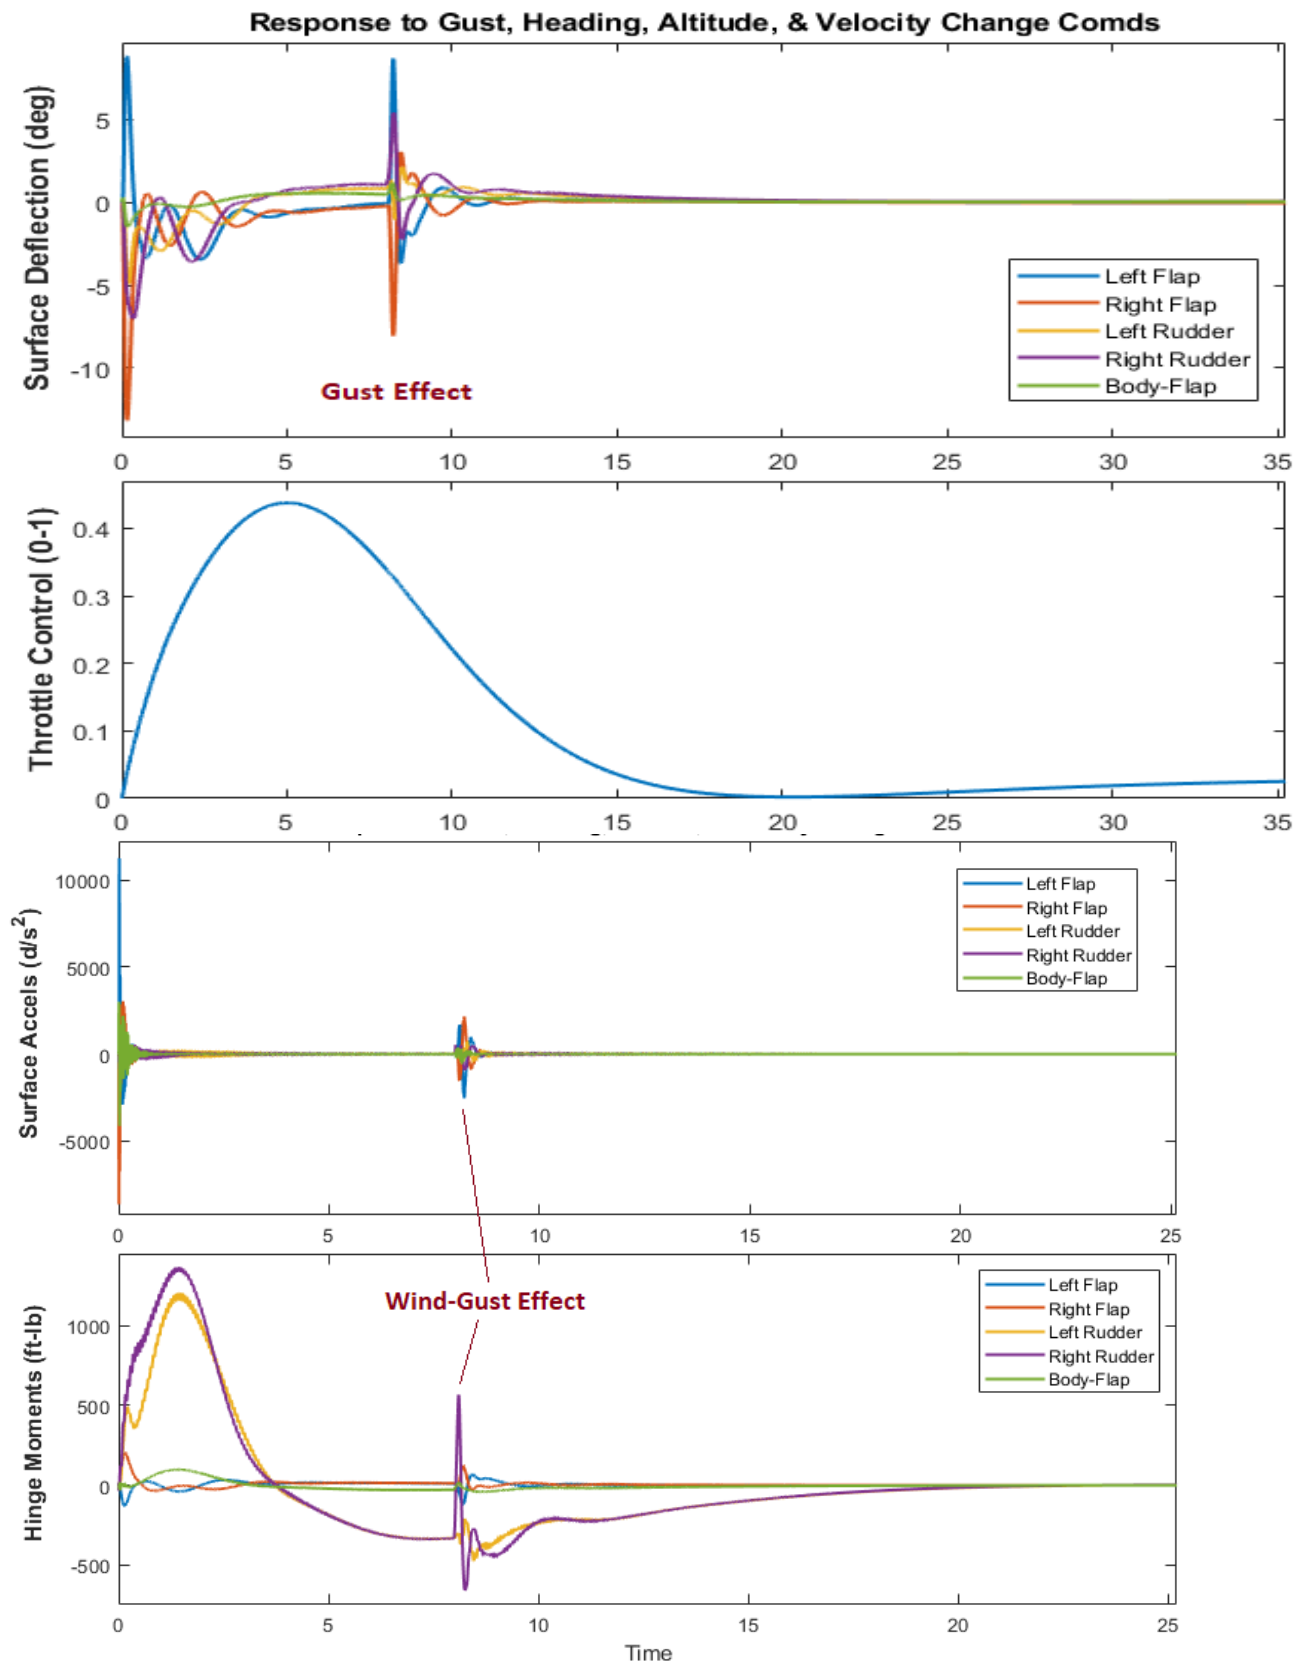 Response to Gust, Heading, Altitude, & Velocity Change Comds
Surface Deflection (deg)
5
0
-5
-10
Gust Effect
Left Flap
Right Flap
Left Rudder
Right Rudder
Body-Flap
0 5 10 15 20 25 30 35
Throttle Control (0-1)
0.4
0.3
0.2
0.1
0
0 5 10 15 20 25 30 35
Surface Accels (d/s²)
10000
5000
0
-5000
Left Flap
Right Flap
Left Rudder
Right Rudder
Body-Flap
0 5 10 15 20 25
Hinge Moments (ft-lb)
1000
500
0
-500
Wind-Gust Effect
Left Flap
Right Flap
Left Rudder
Right Rudder
Body-Flap
0 5 10 15 20 25
Time